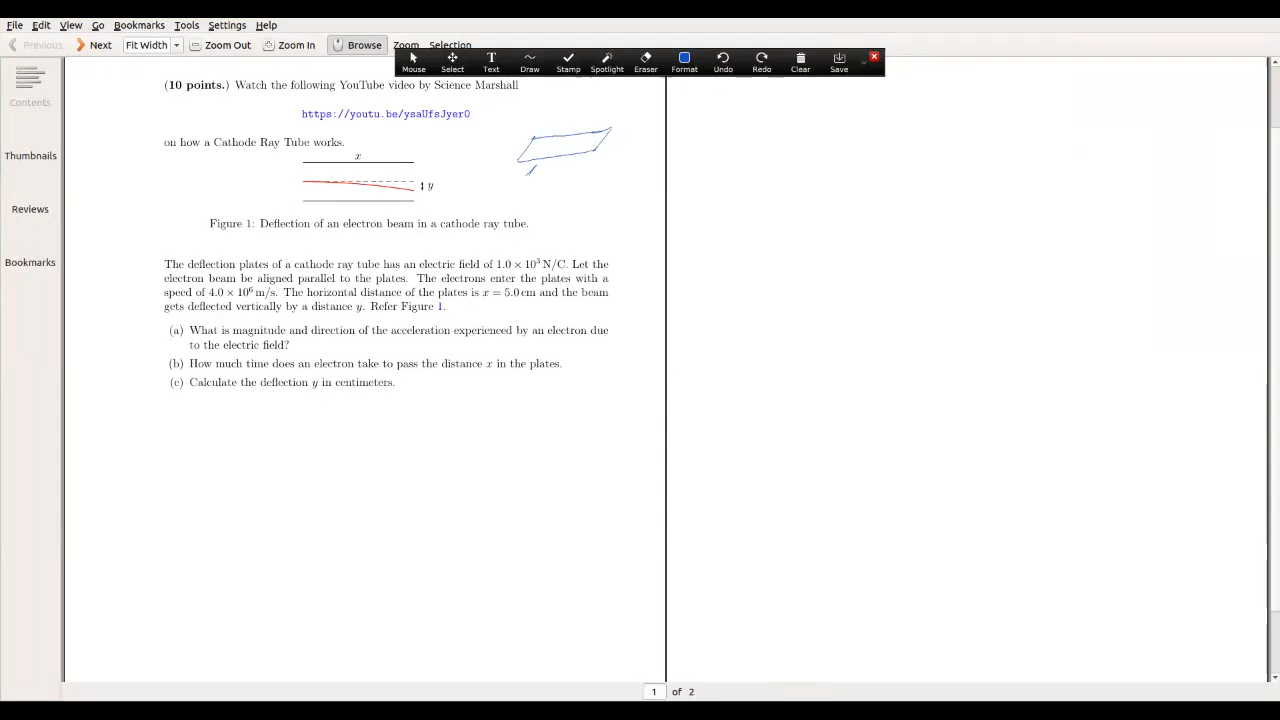 File Edit View Go Bookmarks Tools Settings Help
Previous Next Fit Width Zoom Out Zoom In Browse Zoom Selection
Mouse Select Text Draw Stamp Spotlight Eraser Format Undo Redo Clear Save
Contents
Thumbnails
Reviews
Bookmarks
(10 points.) Watch the following YouTube video by Science Marshall
https://youtu.be/ysaUfsJyer0
on how a Cathode Ray Tube works.
x
y
Figure 1: Deflection of an electron beam in a cathode ray tube.
The deflection plates of a cathode ray tube has an electric field of 1.0 × 10³ N/C. Let the
electron beam be aligned parallel to the plates. The electrons enter the plates with a
speed of 4.0 × 10⁶ m/s. The horizontal distance of the plates is x = 5.0 cm and the beam
gets deflected vertically by a distance y. Refer Figure 1.
(a) What is magnitude and direction of the acceleration experienced by an electron due
to the electric field?
(b) How much time does an electron take to pass the distance x in the plates.
(c) Calculate the deflection y in centimeters.
1 of 2